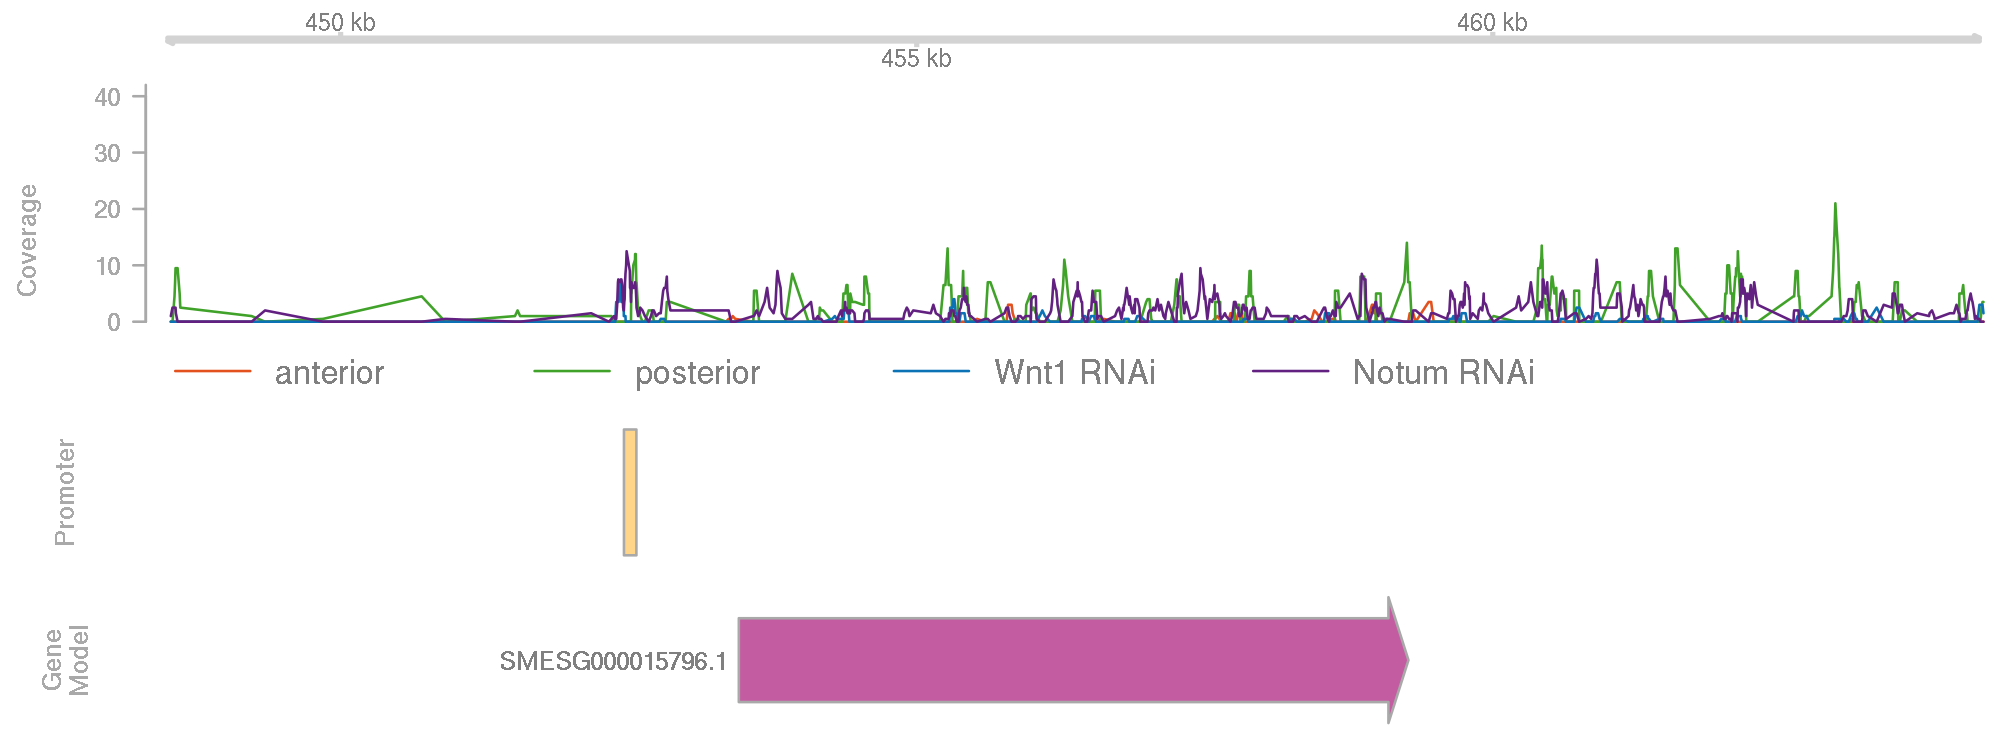 450 kb
460 kb
455 kb
40
30
20
10
0
Coverage
anterior
posterior
Wnt1 RNAi
Notum RNAi
Promoter
Gene
Model
SMESG000015796.1